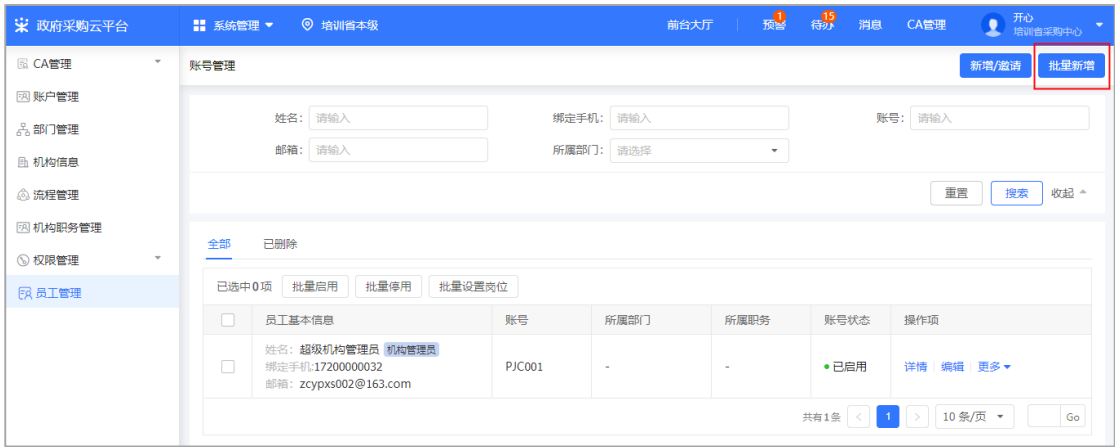 政府采购云平台 系统管理 培训省本级 前台大厅 预警 1 待办 15 消息 CA管理 开心
培训省采购中心
CA管理
账户管理
部门管理
机构信息
流程管理
机构职务管理
权限管理
员工管理
账号管理 新增/邀请 批量新增
姓名: 请输入 绑定手机: 请输入 账号: 请输入
邮箱: 请输入 所属部门: 请选择
重置 搜索 收起
全部 已删除
已选中0项 批量启用 批量停用 批量设置岗位
员工基本信息 账号 所属部门 所属职务 账号状态 操作项
姓名: 超级机构管理员 机构管理员
绑定手机:17200000032 PJC001 - - 已启用 详情 编辑 更多
邮箱: zcypxs002@163.com
共有1条 < 1 > 10 条/页 Go